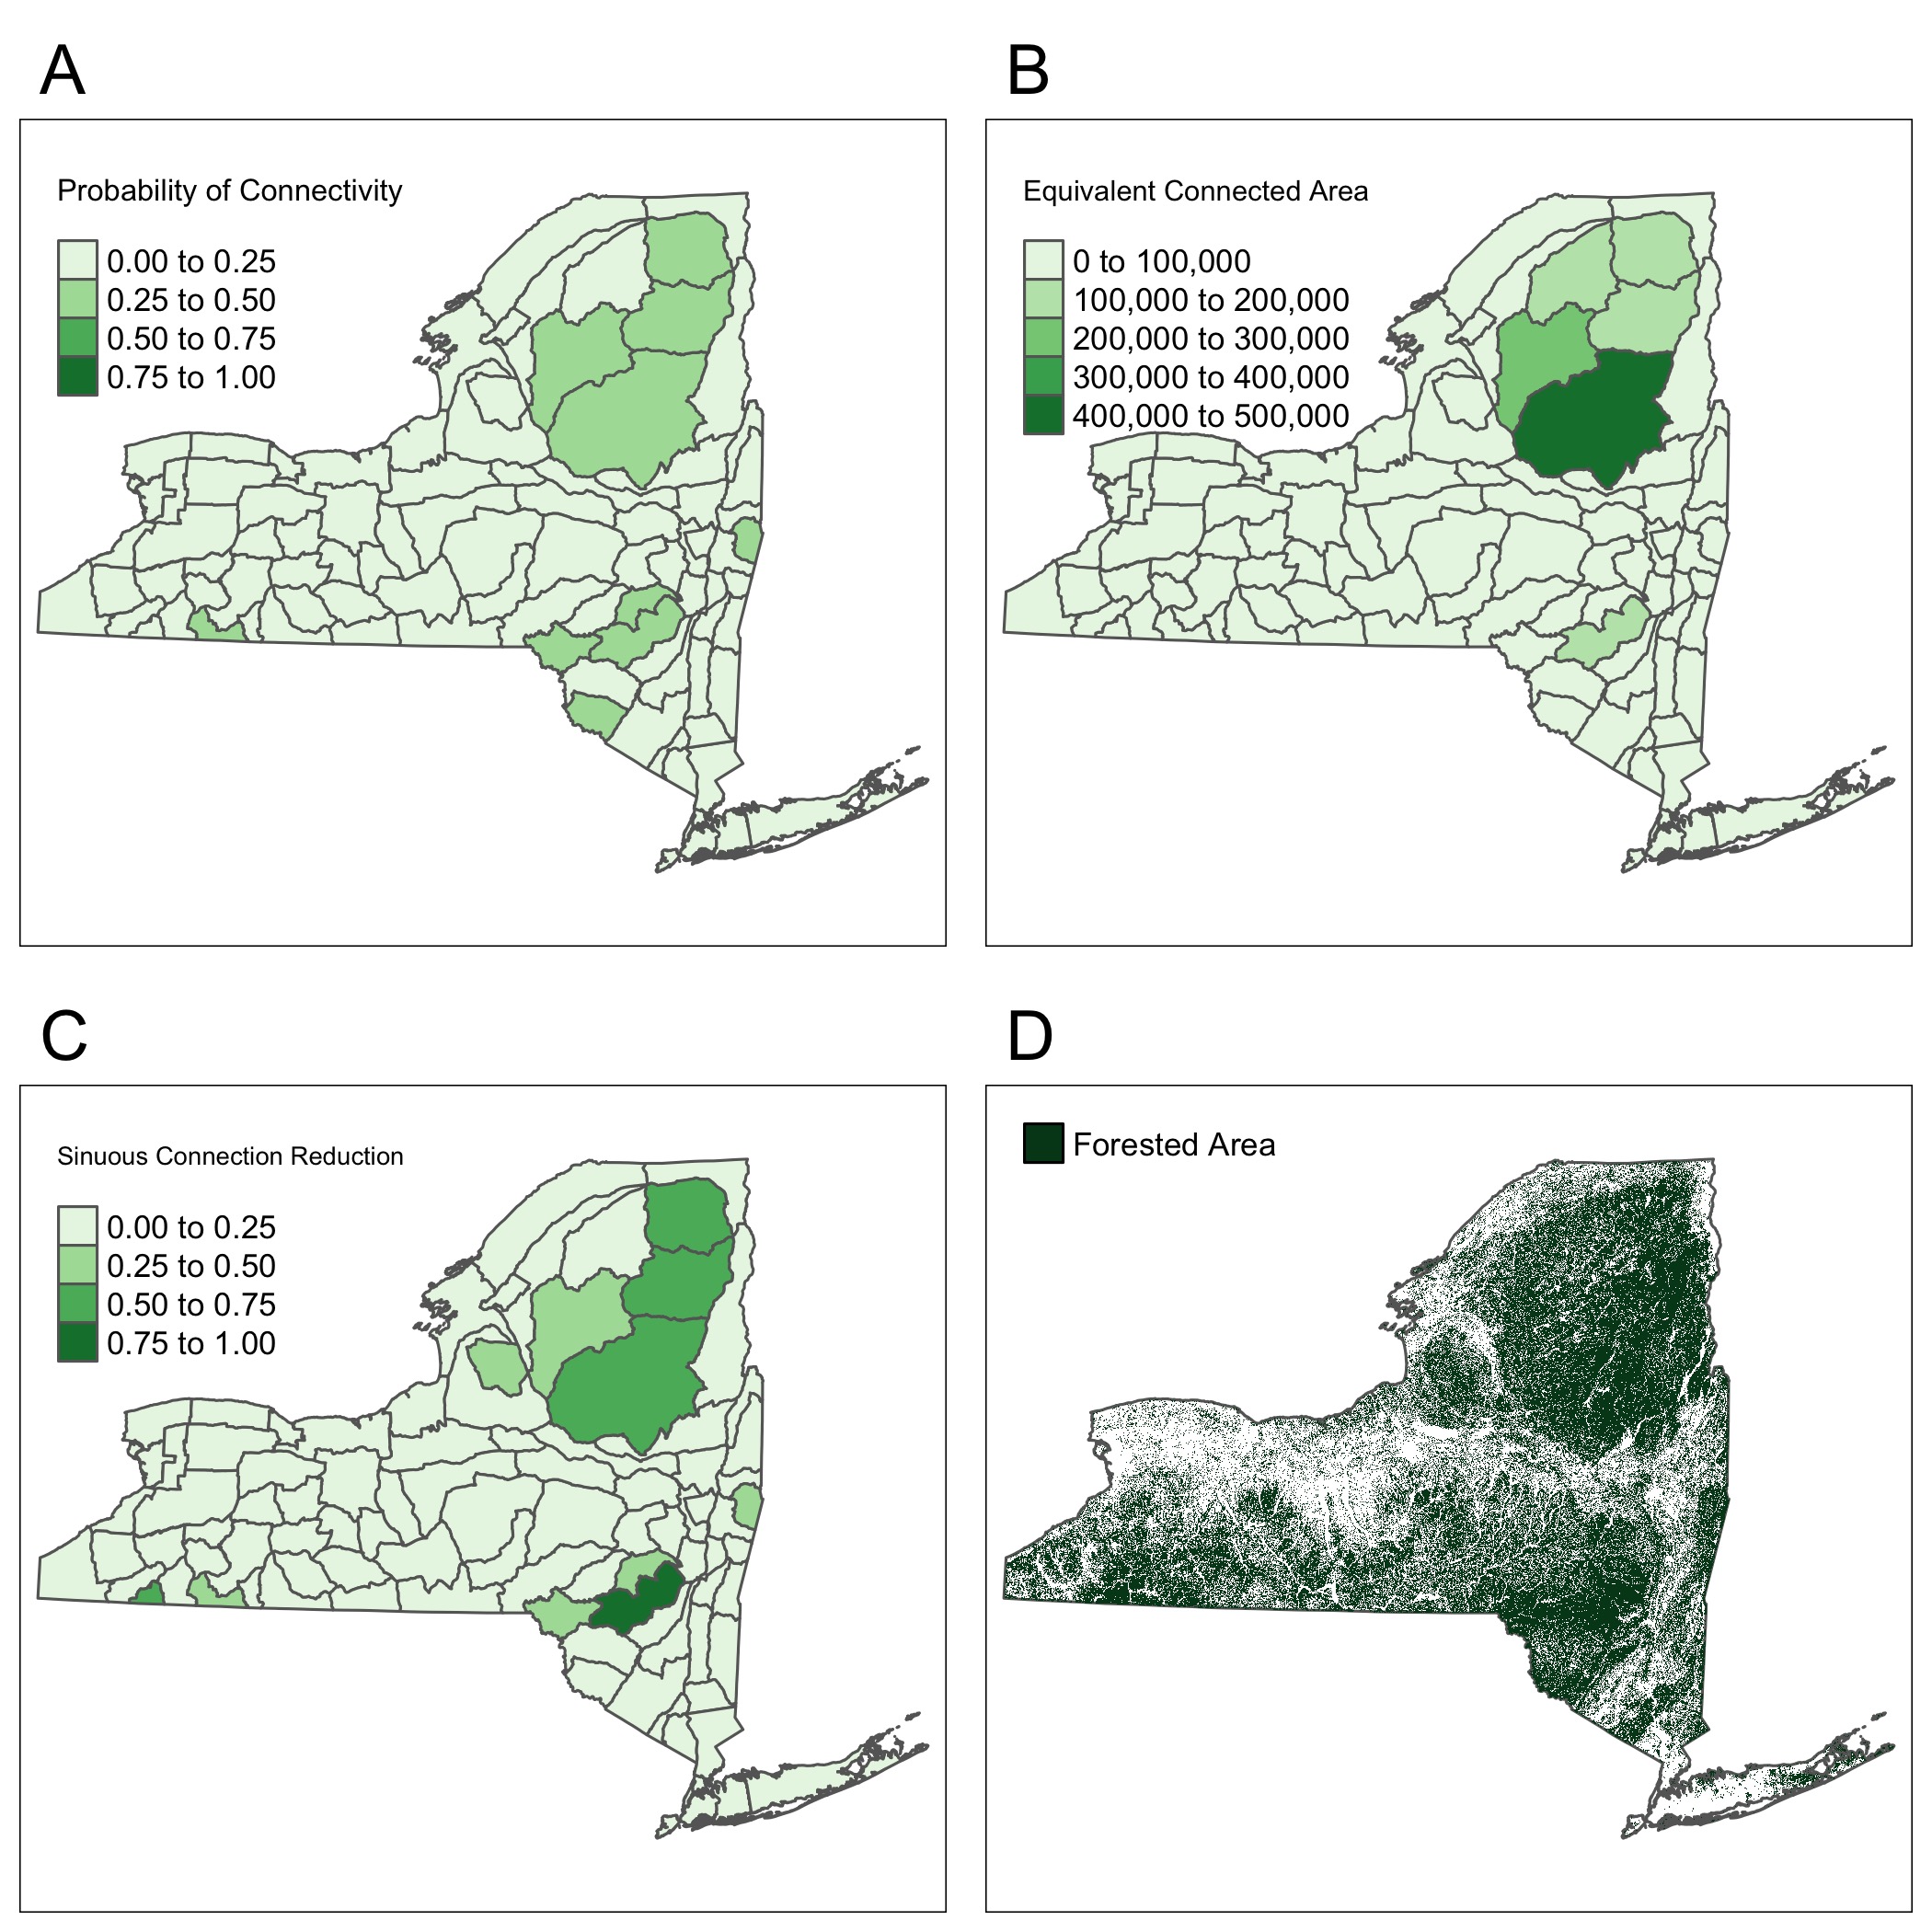 A
Probability of Connectivity
0.00 to 0.25
0.25 to 0.50
0.50 to 0.75
0.75 to 1.00
B
Equivalent Connected Area
0 to 100,000
100,000 to 200,000
200,000 to 300,000
300,000 to 400,000
400,000 to 500,000
C
Sinuous Connection Reduction
0.00 to 0.25
0.25 to 0.50
0.50 to 0.75
0.75 to 1.00
D
Forested Area